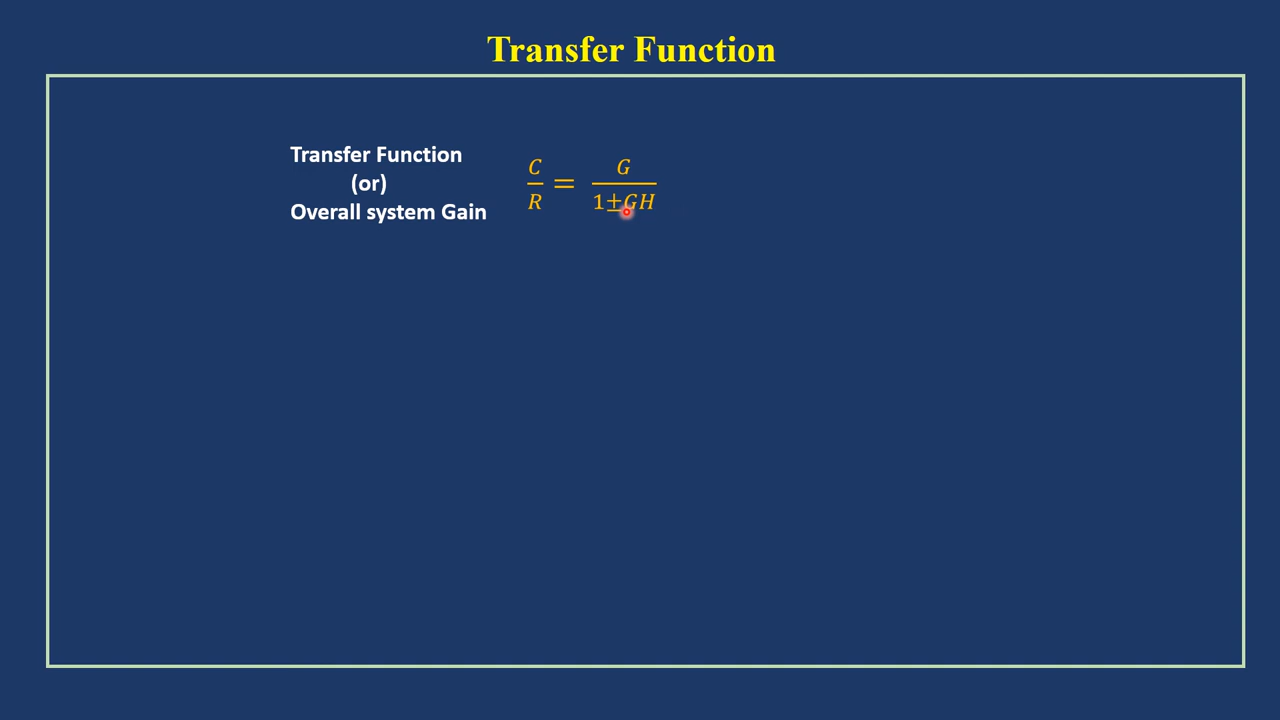 Transfer Function
Transfer Function
(or)
Overall system Gain
C/R = G/(1±GH)